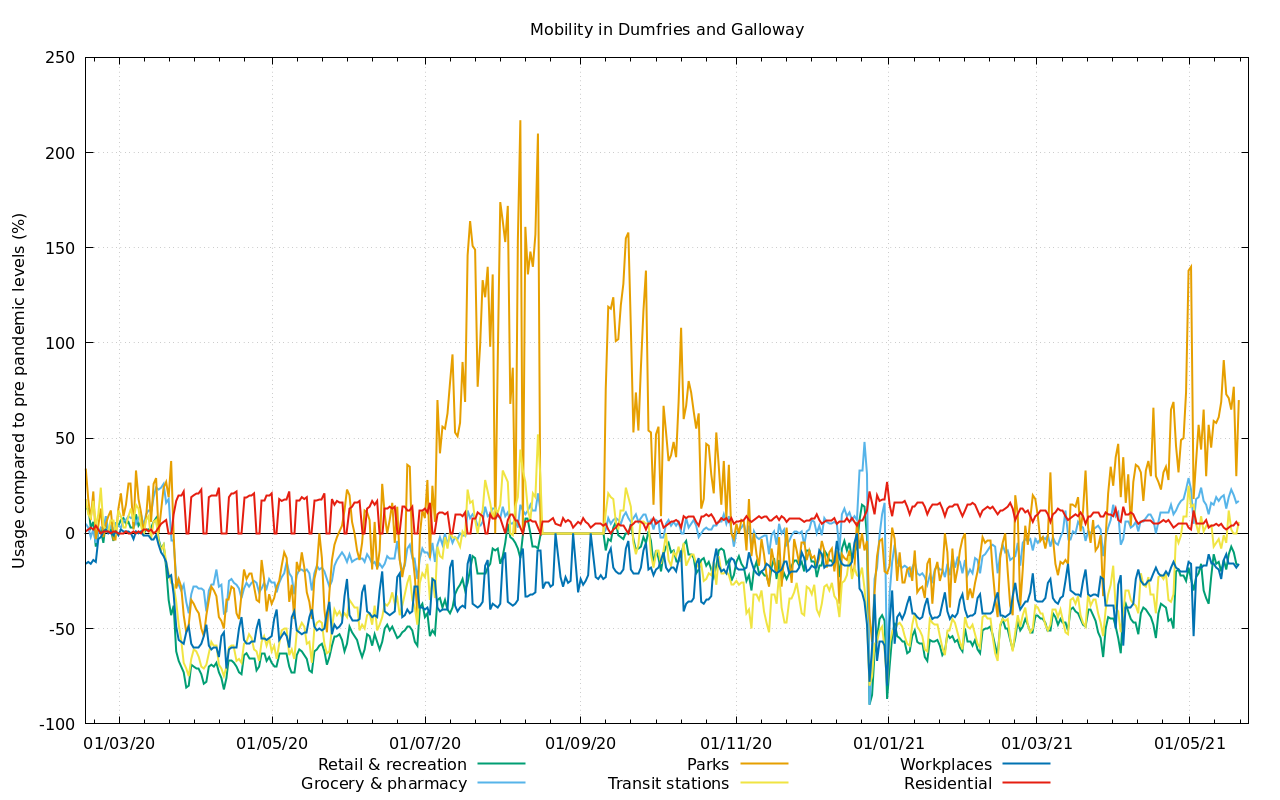 Mobility in Dumfries and Galloway
Usage compared to pre pandemic levels (%)
250
200
150
100
50
0
-50
-100
01/03/20 01/05/20 01/07/20 01/09/20 01/11/20 01/01/21 01/03/21 01/05/21
Retail & recreation Parks Workplaces
Grocery & pharmacy Transit stations Residential